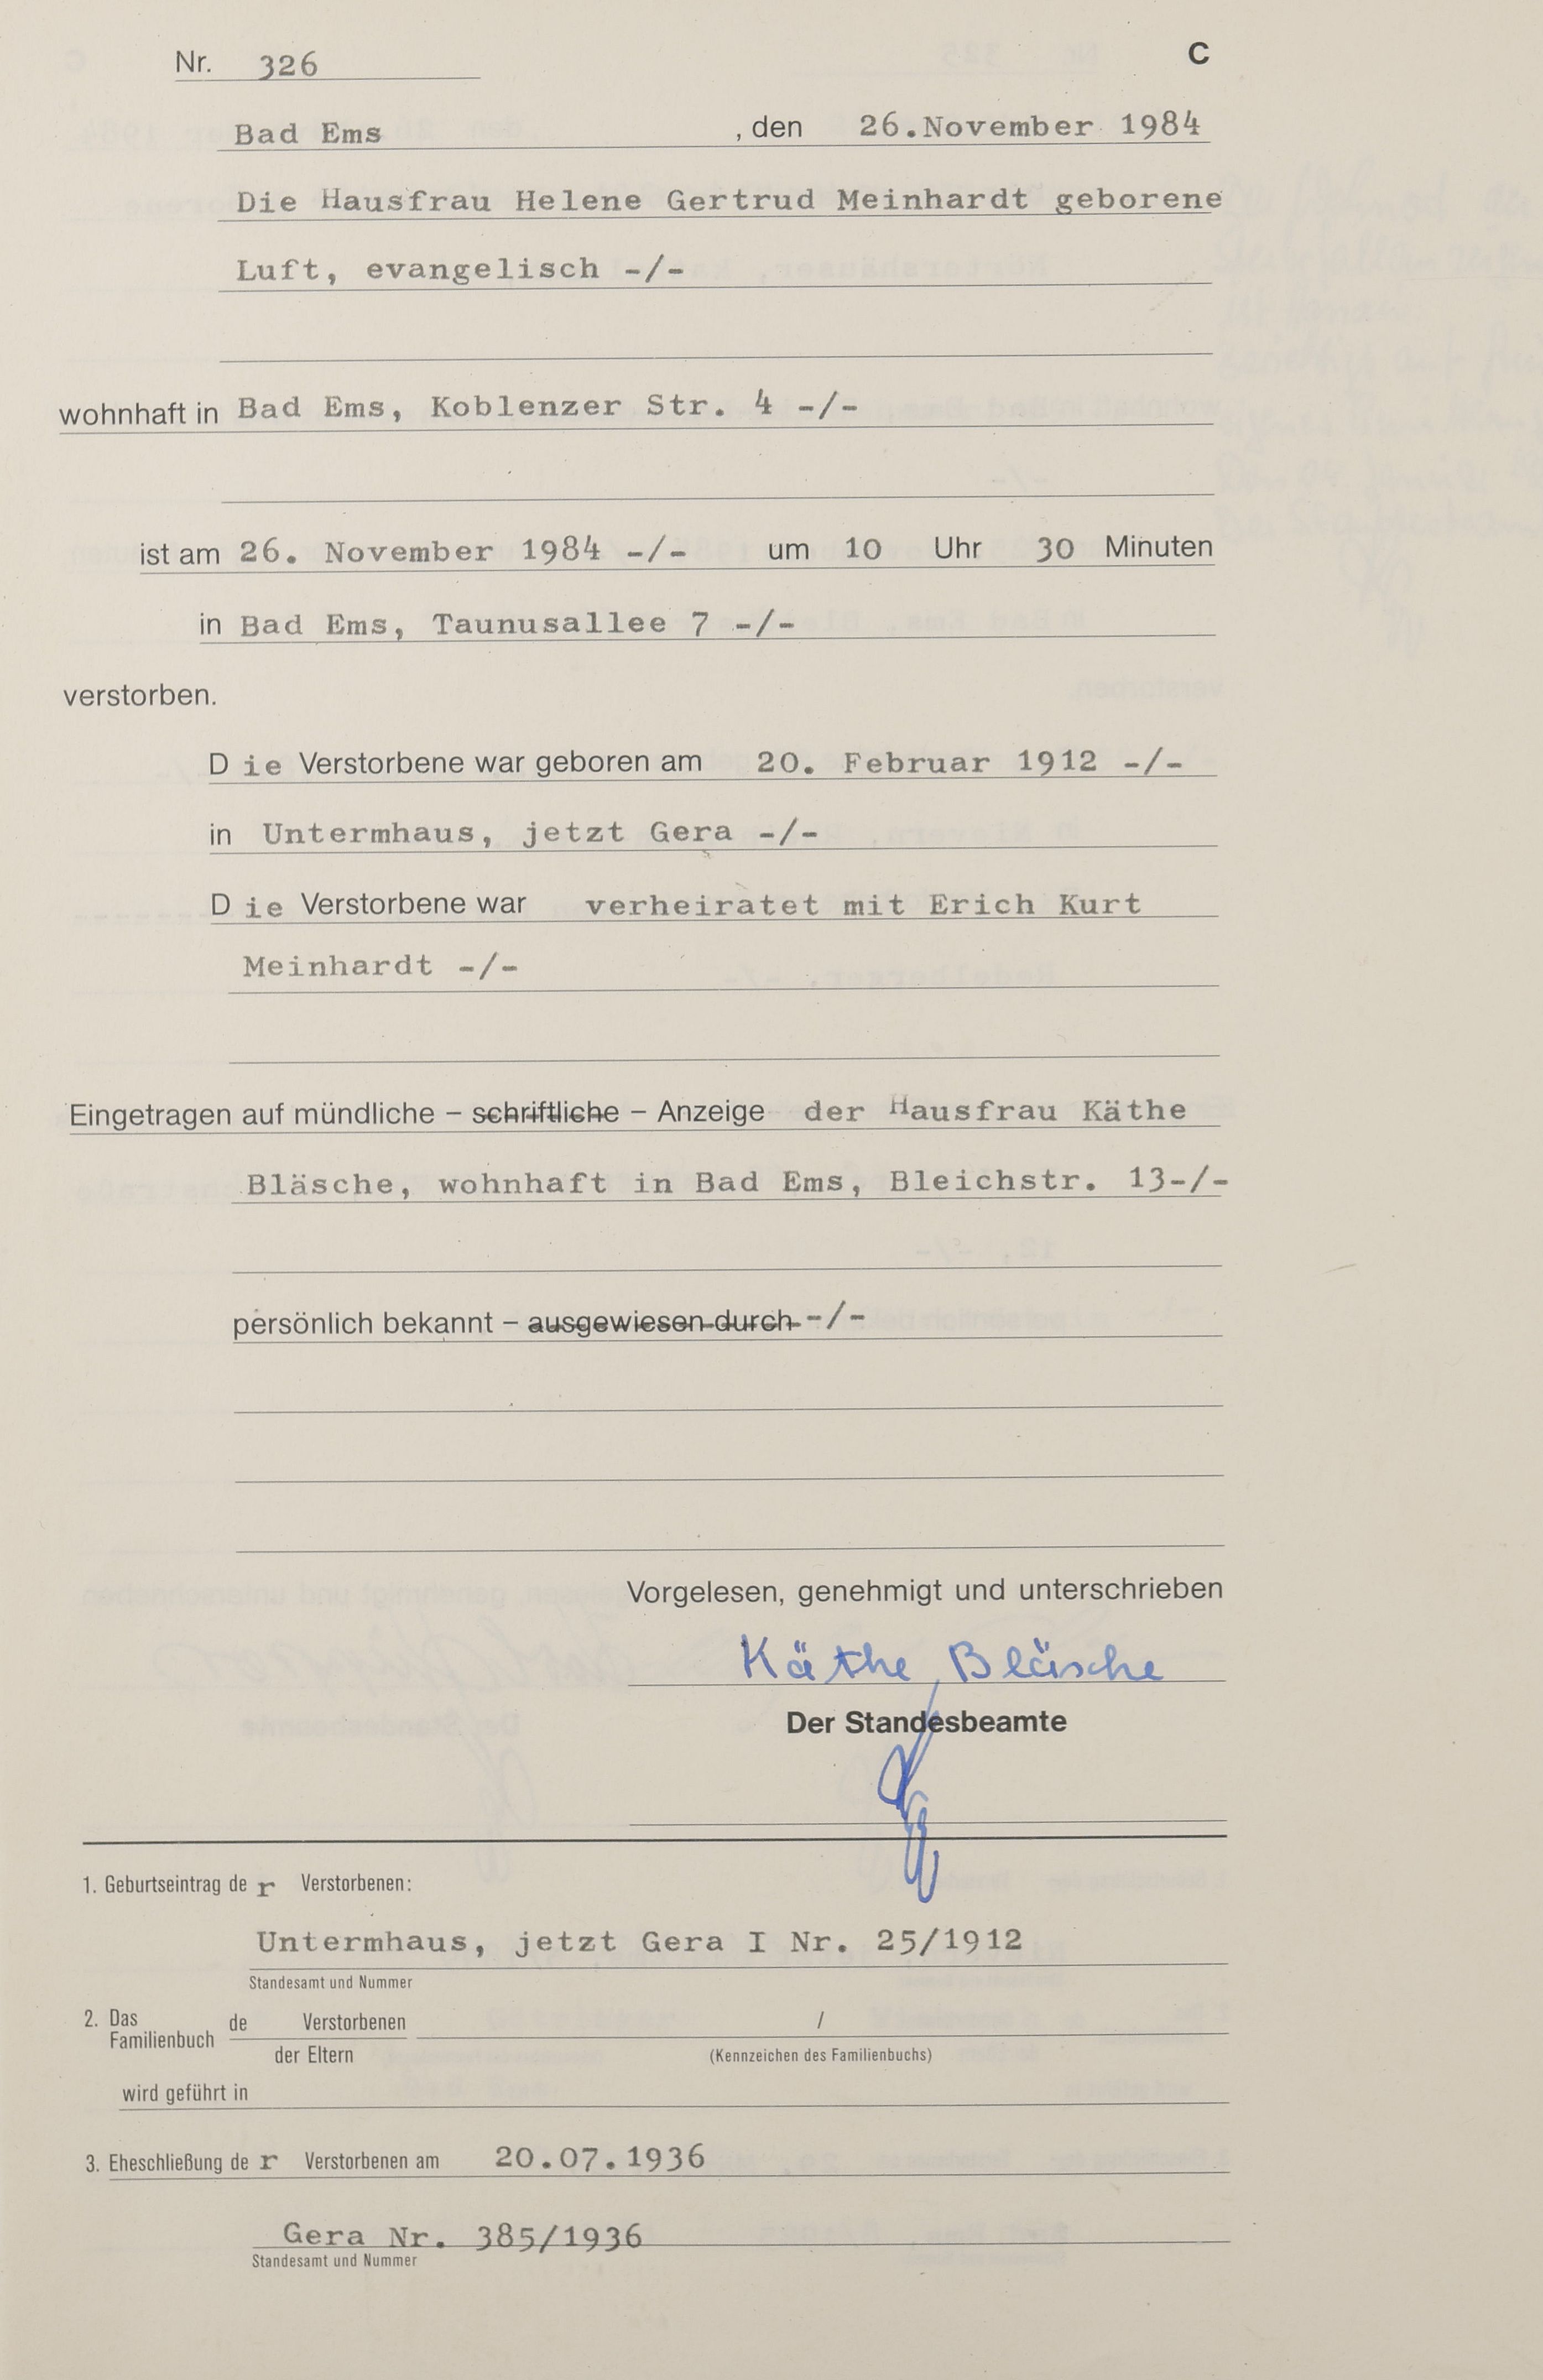 Nr. 326
C
Bad Ems , den 26.November 1984
Die Hausfrau Helene Gertrud Meinhardt geborene
Luft, evangelisch -/-
wohnhaft in Bad Ems, Koblenzer Str. 4 -/-
ist am 26. November 1984 -/- um 10 Uhr 30 Minuten
in Bad Ems, Taunusallee 7 -/-
verstorben.
Die Verstorbene war geboren am 20. Februar 1912 -/-
in Untermhaus, jetzt Gera -/-
Die Verstorbene war verheiratet mit Erich Kurt
Meinhardt -/-
Eingetragen auf mündliche – schriftliche – Anzeige der Hausfrau Käthe
Bläsche, wohnhaft in Bad Ems, Bleichstr. 13-/-
persönlich bekannt – ausgewiesen durch -/-
Vorgelesen, genehmigt und unterschrieben
Käthe Bläsche
Der Standesbeamte
1. Geburtseintrag der Verstorbenen:
Untermhaus, jetzt Gera I Nr. 25/1912
Standesamt und Nummer
2. Das Familienbuch de Verstorbenen /
der Eltern (Kennzeichen des Familienbuchs)
wird geführt in
3. Eheschließung der Verstorbenen am 20.07.1936
Gera Nr. 385/1936
Standesamt und Nummer